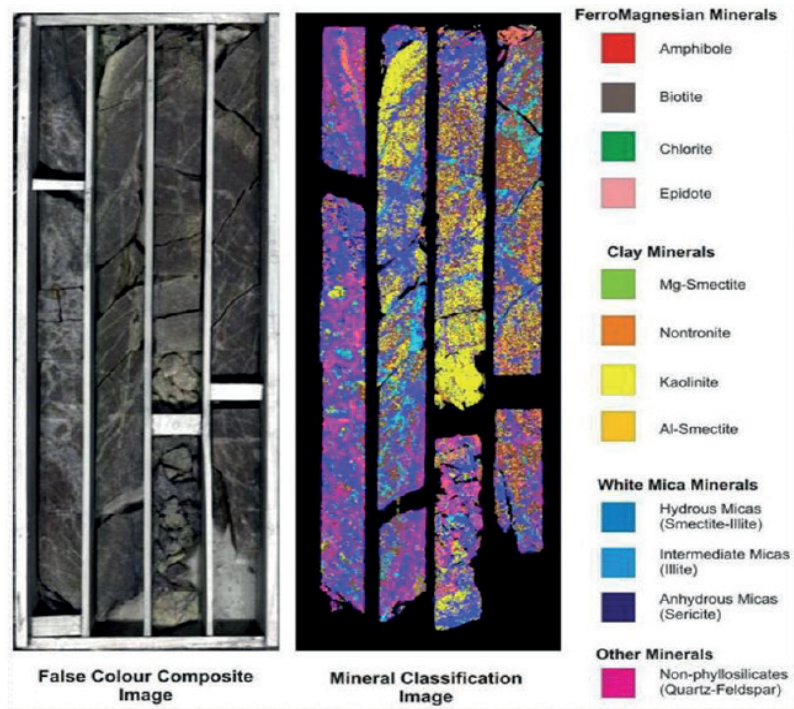 FerroMagnesian Minerals
Amphibole
Biotite
Chlorite
Epidote
Clay Minerals
Mg-Smectite
Nontronite
Kaolinite
Al-Smectite
White Mica Minerals
Hydrous Micas
(Smectite-Illite)
Intermediate Micas
(Illite)
Anhydrous Micas
(Sericite)
Other Minerals
Non-phyllosilicates
(Quartz-Feldspar)
False Colour Composite
Image
Mineral Classification
Image